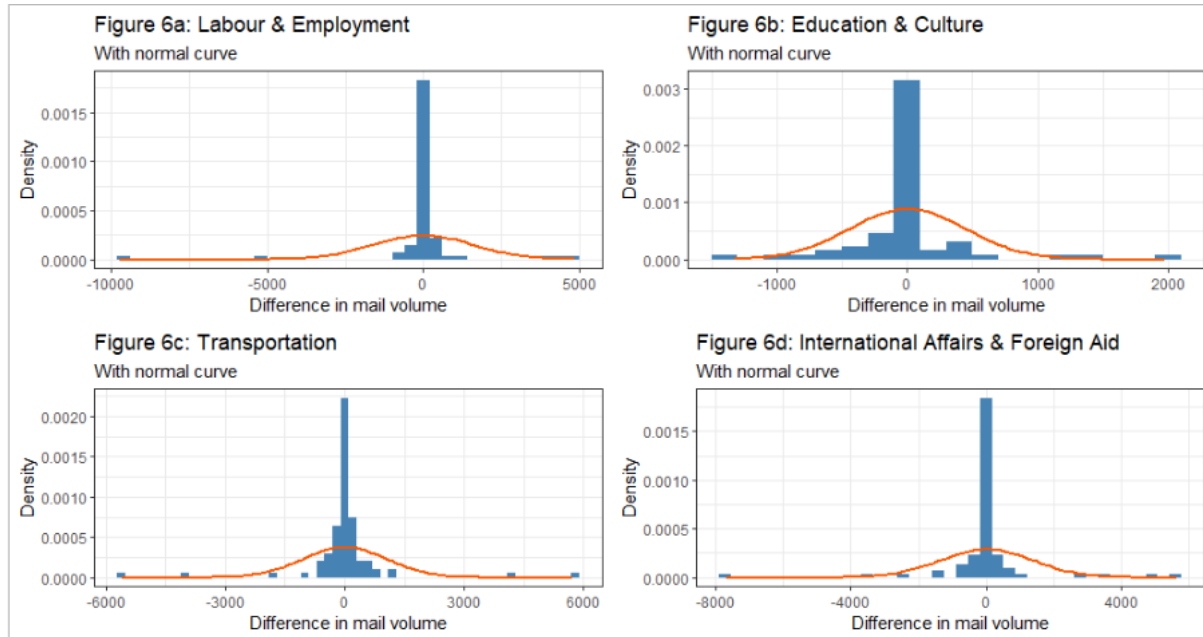 Figure 6a: Labour & Employment
With normal curve
0.0015
0.0010
0.0005
0.0000
Density
-10000 -5000 0 5000
Difference in mail volume
Figure 6b: Education & Culture
With normal curve
0.003
0.002
0.001
0.000
Density
-1000 0 1000 2000
Difference in mail volume
Figure 6c: Transportation
With normal curve
0.0020
0.0015
0.0010
0.0005
0.0000
Density
-6000 -3000 0 3000 6000
Difference in mail volume
Figure 6d: International Affairs & Foreign Aid
With normal curve
0.0015
0.0010
0.0005
0.0000
Density
-8000 -4000 0 4000
Difference in mail volume